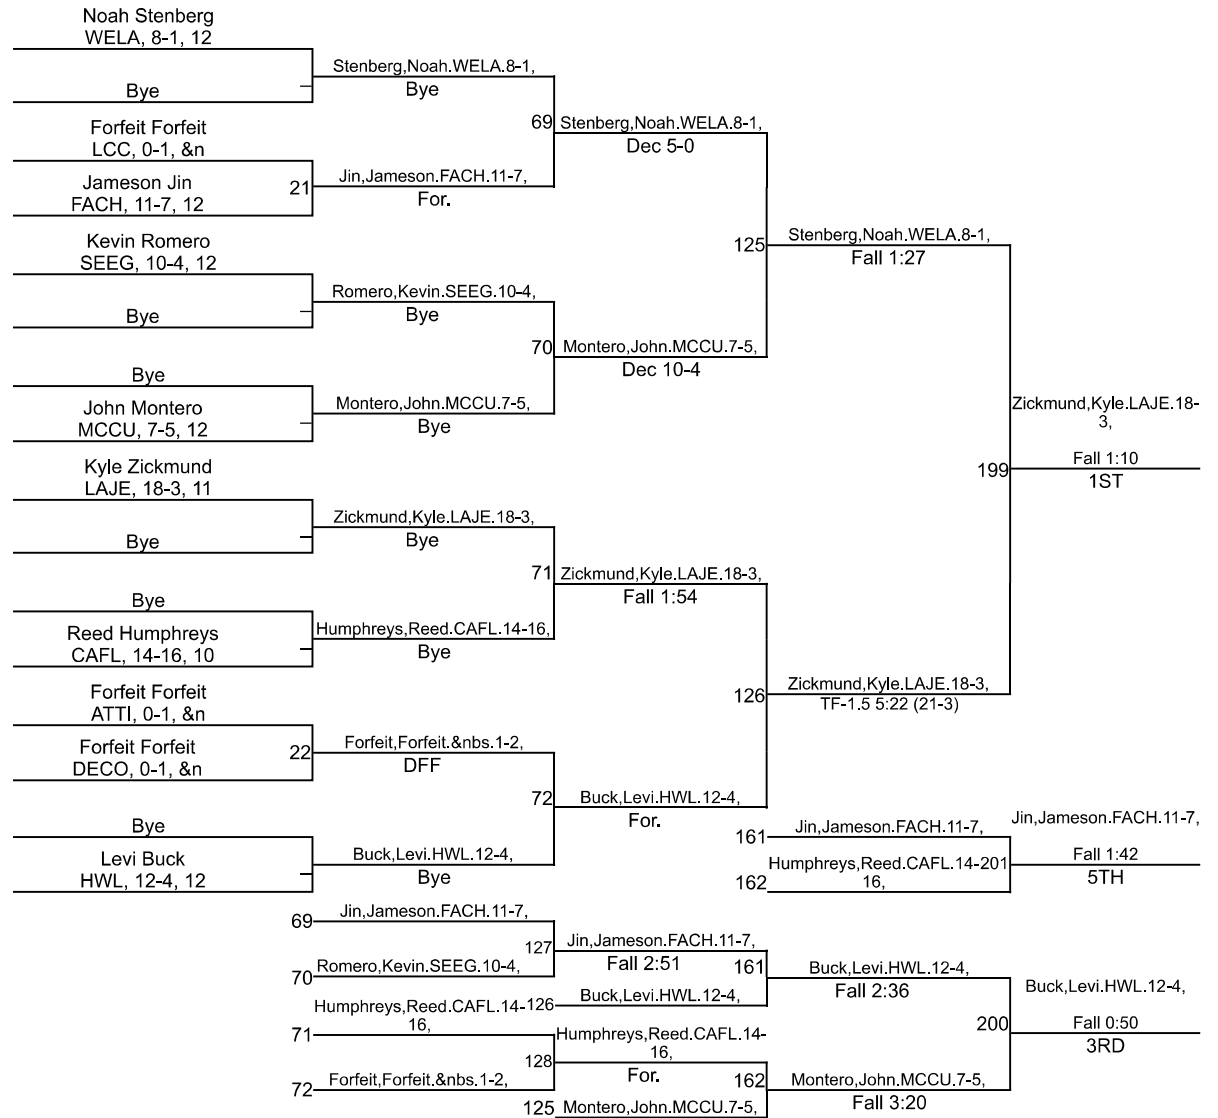 Noah Stenberg
WELA, 8-1, 12
Stenberg,Noah.WELA.8-1,
Bye
Bye
Forfeit Forfeit
LCC, 0-1, &n
69
Stenberg,Noah.WELA.8-1,
Dec 5-0
Jameson Jin
FACH, 11-7, 12
21
Jin,Jameson.FACH.11-7,
For.
Kevin Romero
SEEG, 10-4, 12
125
Stenberg,Noah.WELA.8-1,
Fall 1:27
Romero,Kevin.SEEG.10-4,
Bye
Bye
70
Montero,John.MCCU.7-5,
Dec 10-4
Bye
John Montero
MCCU, 7-5, 12
Montero,John.MCCU.7-5,
Bye
Zickmund,Kyle.LAJE.18-
3,
Kyle Zickmund
LAJE, 18-3, 11
199
Fall 1:10
1ST
Zickmund,Kyle.LAJE.18-3,
Bye
Bye
71
Zickmund,Kyle.LAJE.18-3,
Fall 1:54
Bye
Reed Humphreys
CAFL, 14-16, 10
Humphreys,Reed.CAFL.14-16,
Bye
Forfeit Forfeit
ATTI, 0-1, &n
126
Zickmund,Kyle.LAJE.18-3,
TF-1.5 5:22 (21-3)
Forfeit Forfeit
DECO, 0-1, &n
22
Forfeit,Forfeit.&nbs.1-2,
DFF
72
Buck,Levi.HWL.12-4,
For.
Bye
Levi Buck
HWL, 12-4, 12
Buck,Levi.HWL.12-4,
Bye
161
Jin,Jameson.FACH.11-7,
Jin,Jameson.FACH.11-7,
162
Humphreys,Reed.CAFL.14-
16,
201
Fall 1:42
5TH
69
Jin,Jameson.FACH.11-7,
127
Jin,Jameson.FACH.11-7,
Fall 2:51
70
Romero,Kevin.SEEG.10-4,
161
Buck,Levi.HWL.12-4,
Fall 2:36
126
Buck,Levi.HWL.12-4,
Buck,Levi.HWL.12-4,
71
Humphreys,Reed.CAFL.14-
16,
200
Fall 0:50
3RD
128
Humphreys,Reed.CAFL.14-
16,
For.
72
Forfeit,Forfeit.&nbs.1-2,
162
Montero,John.MCCU.7-5,
Fall 3:20
125
Montero,John.MCCU.7-5,